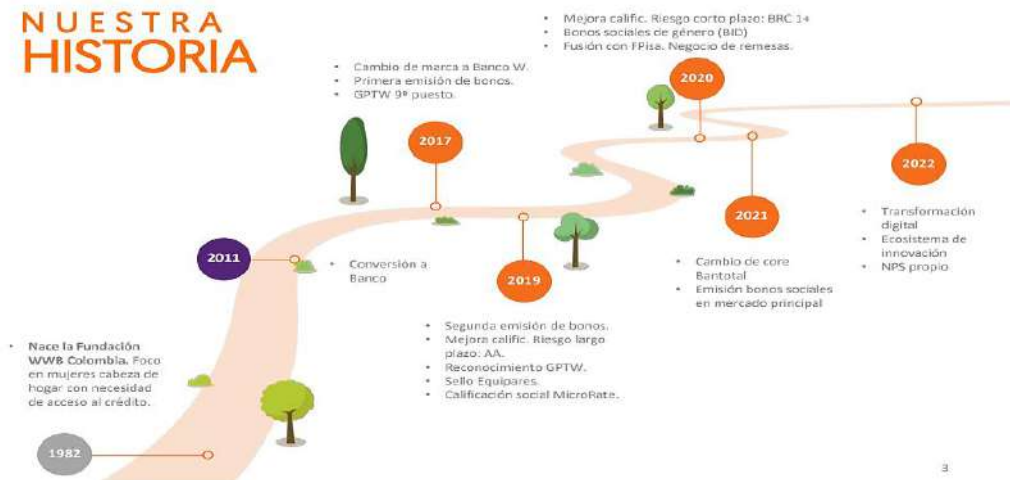 NUESTRA
HISTORIA
• Nace la Fundación
WWB Colombia. Foco
en mujeres cabeza de
hogar con necesidad
de acceso al crédito.
1982
2011
• Conversión a
Banco
• Cambio de marca a Banco W.
• Primera emisión de bonos.
• GPTW 9º puesto.
2017
2019
• Segunda emisión de bonos.
• Mejora calific. Riesgo largo
plazo: AA.
• Reconocimiento GPTW.
• Sello Equipares.
• Calificación social MicroRate.
• Mejora calific. Riesgo corto plazo: BRC 1+
• Bonos sociales de género (BID)
• Fusión con FPisa. Negocio de remesas.
2020
2021
• Cambio de core
Bantotal
• Emisión bonos sociales
en mercado principal
2022
• Transformación
digital
• Ecosistema de
innovación
• NPS propio
3